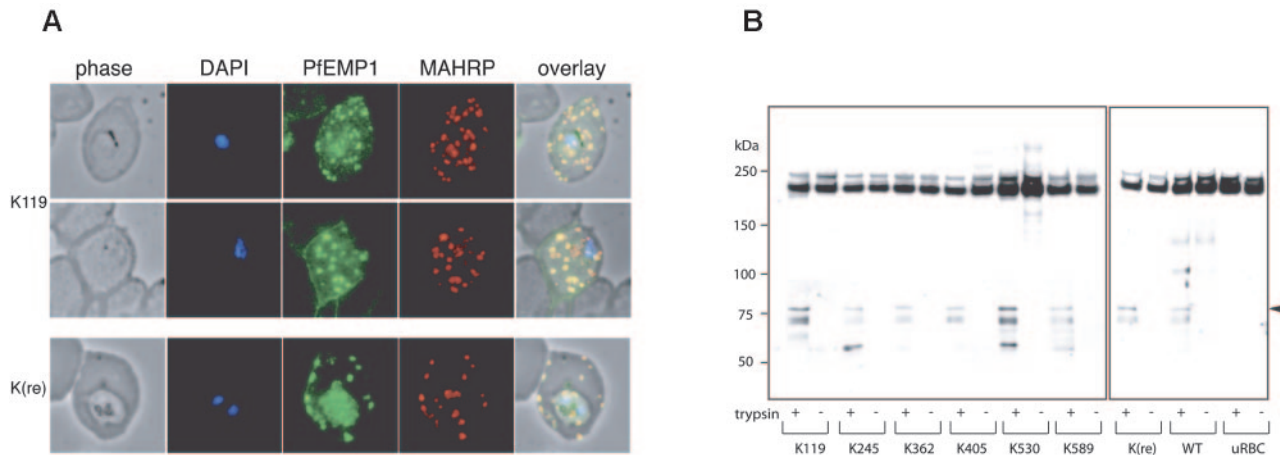 A
B
phase DAPI PfEMP1 MAHRP overlay
K119
K(re)
kDa
250
150
100
75
50
trypsin + - + - + - + - + - + - + - + - + -
K119 K245 K362 K405 K530 K589 K(re) WT uRBC